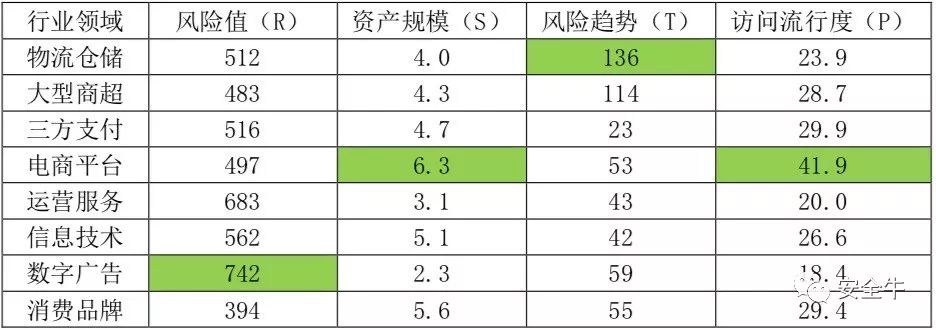 行业领域 风险值（R） 资产规模（S） 风险趋势（T） 访问流行度（P）
物流仓储 512 4.0 136 23.9
大型商超 483 4.3 114 28.7
三方支付 516 4.7 23 29.9
电商平台 497 6.3 53 41.9
运营服务 683 3.1 43 20.0
信息技术 562 5.1 42 26.6
数字广告 742 2.3 59 18.4
消费品牌 394 5.6 55 29.4
安全牛